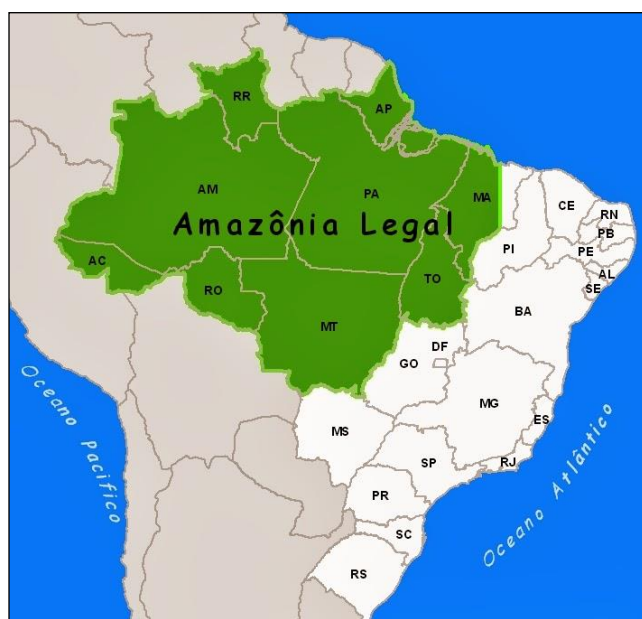 RR
AP
AM
PA
MA
CE
RN
PB
Amazônia Legal
PI
PE
AC
TO
AL
RO
SE
BA
MT
DF
GO
MG
ES
MS
SP
RJ
PR
SC
RS
Oceano pacifico
Oceano Atlântico